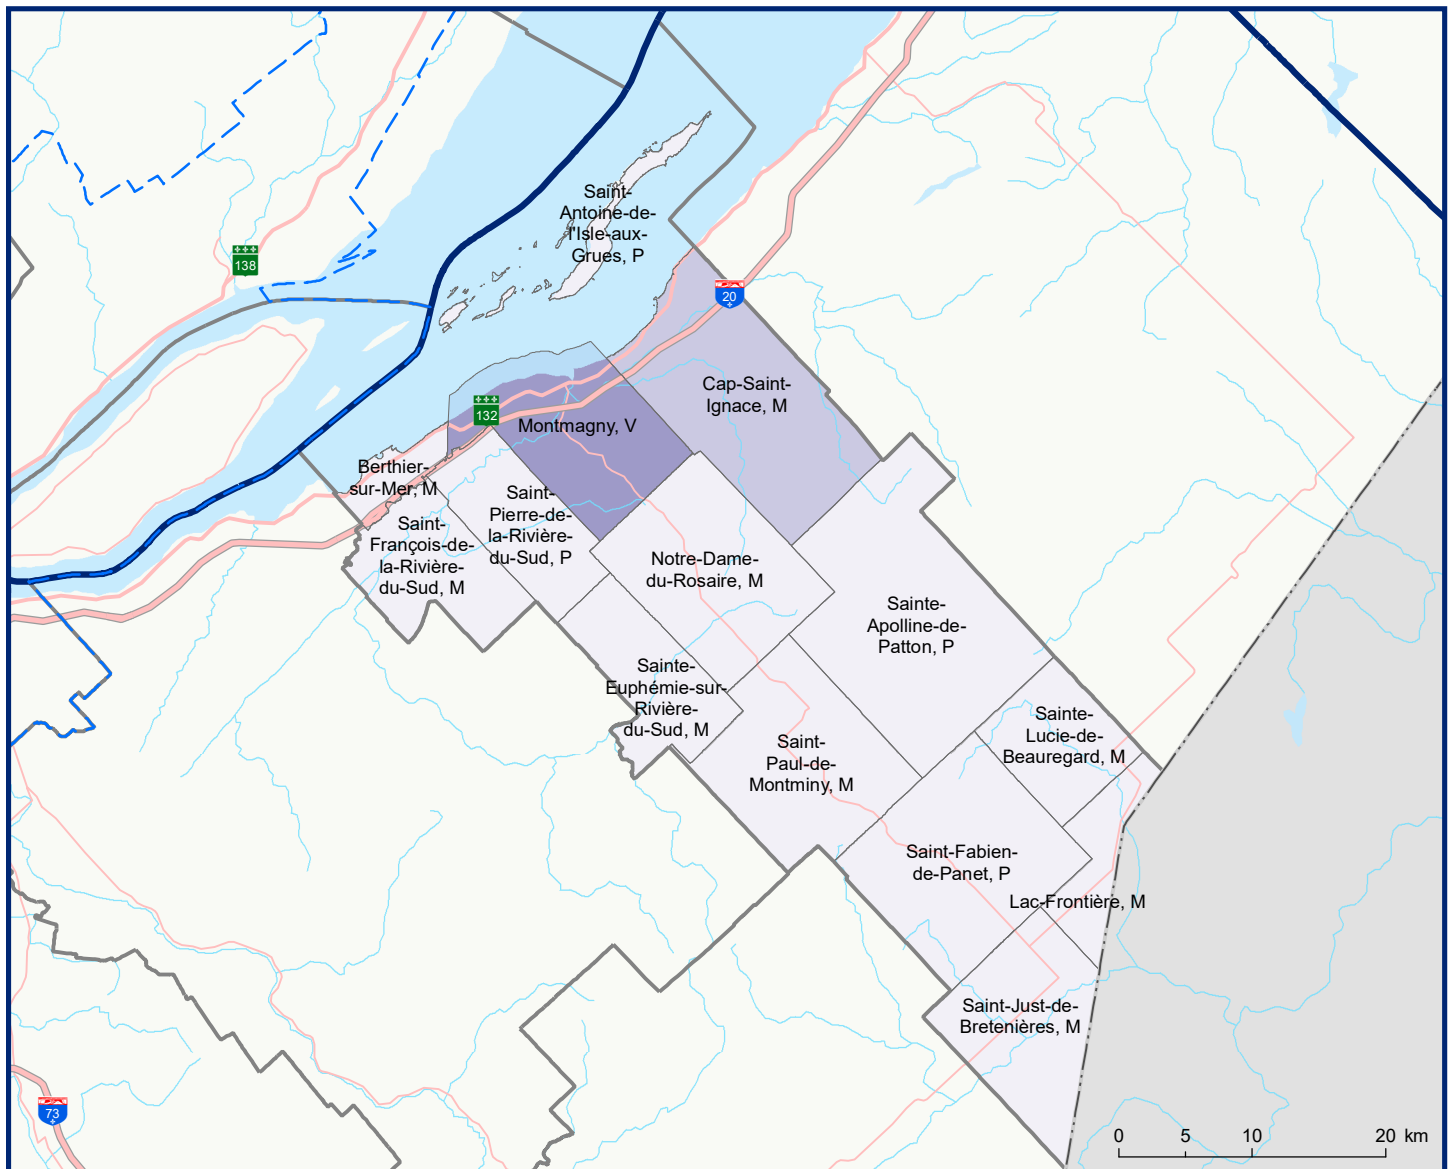 Saint-
Antoine-de-
l'Isle-aux-
Grues, P
138
20
Cap-Saint-
Ignace, M
132
Montmagny, V
Berthier-
sur-Mer, M
Saint-
Pierre-de-
la-Rivière-
du-Sud, P
Saint-
François-de-
la-Rivière-
du-Sud, M
Notre-Dame-
du-Rosaire, M
Sainte-
Apolline-de-
Patton, P
Sainte-
Euphémie-sur-
Rivière-
du-Sud, M
Sainte-
Lucie-de-
Beauregard, M
Saint-
Paul-de-
Montminy, M
Saint-Fabien-
de-Panet, P
Lac-Frontière, M
Saint-Just-de-
Bretenières, M
73
0 5 10 20 km